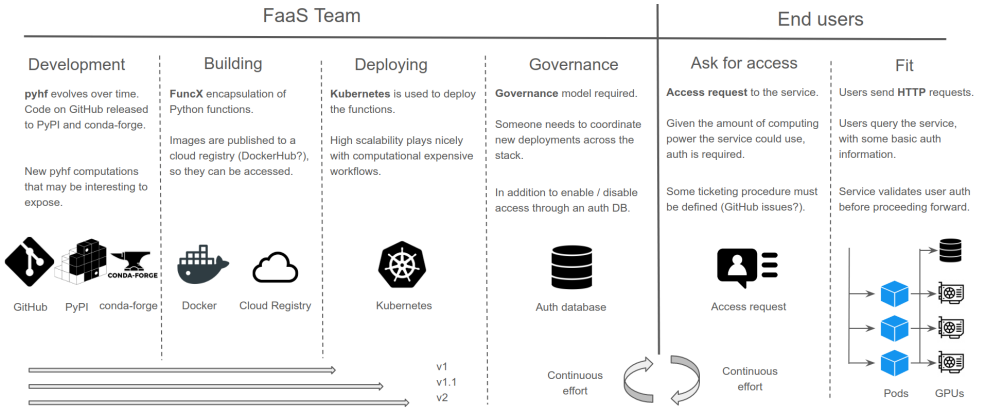 FaaS Team
End users
Development
pyhf evolves over time.
Code on GitHub released
to PyPI and conda-forge.
New pyhf computations
that may be interesting to
expose.
GitHub
PyPI
CONDA-FORGE
conda-forge
Building
FuncX encapsulation of
Python functions.
Images are published to a
cloud registry (DockerHub?),
so they can be accessed.
Docker
Cloud Registry
Deploying
Kubernetes is used to deploy
the functions.
High scalability plays nicely
with computational expensive
workflows.
Kubernetes
Governance
Governance model required.
Someone needs to coordinate
new deployments across the
stack.
In addition to enable / disable
access through an auth DB.
Auth database
Ask for access
Access request to the service.
Given the amount of computing
power the service could use,
auth is required.
Some ticketing procedure must
be defined (GitHub issues?).
Access request
Fit
Users send HTTP requests.
Users query the service,
with some basic auth
information.
Service validates user auth
before proceeding forward.
Pods
GPUs
v1
v1.1
v2
Continuous
effort
Continuous
effort